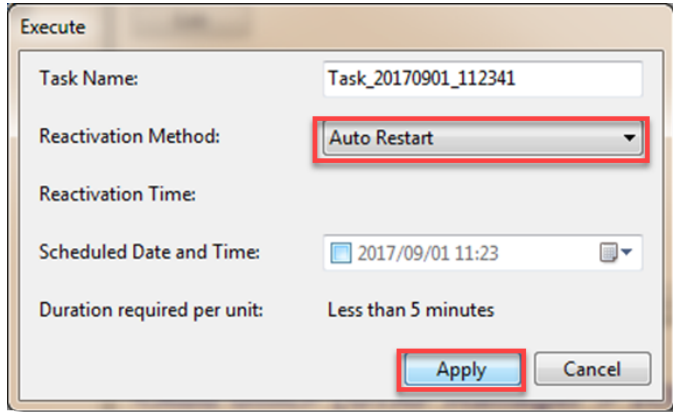 Execute
Task Name: Task_20170901_112341
Reactivation Method: Auto Restart
Reactivation Time:
Scheduled Date and Time: 2017/09/01 11:23
Duration required per unit: Less than 5 minutes
Apply Cancel